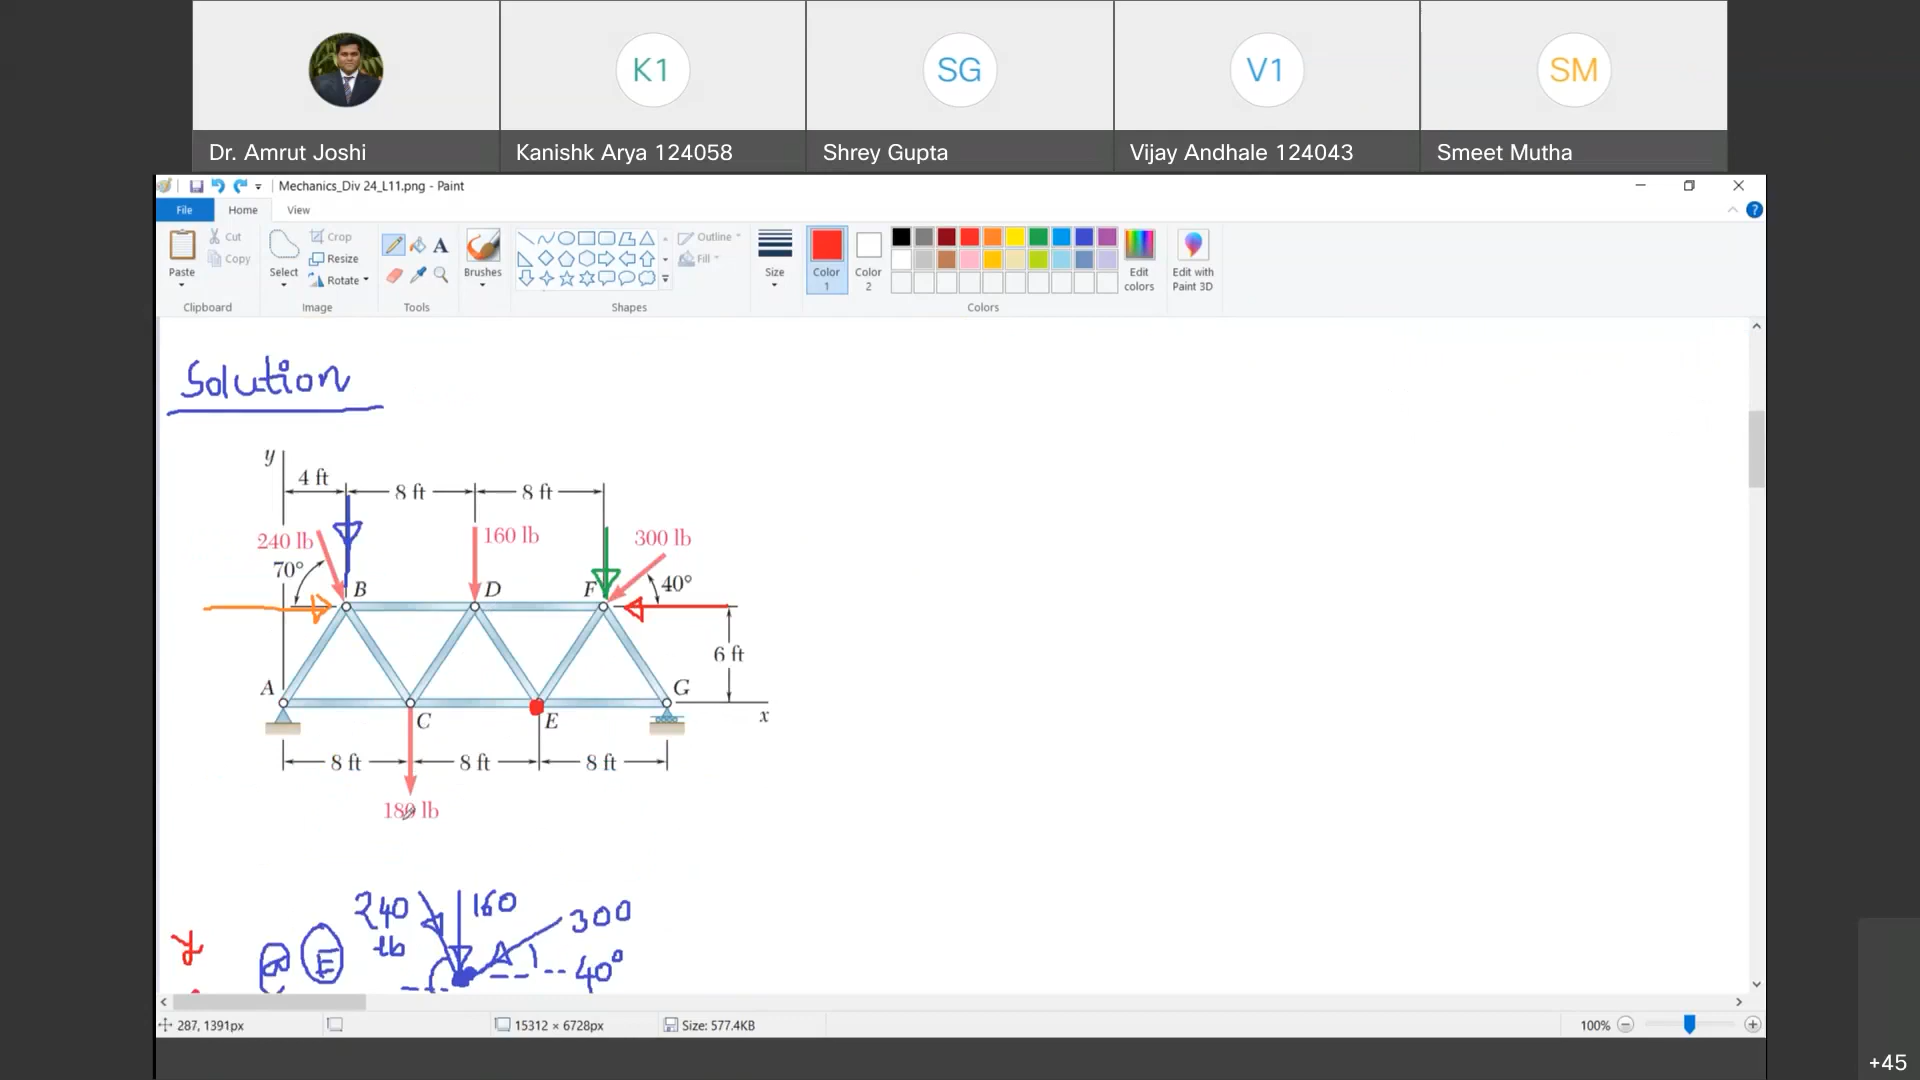 K1
SG
V1
SM
Dr. Amrut Joshi
Kanishk Arya 124058
Shrey Gupta
Vijay Andhale 124043
Smeet Mutha
Mechanics_Div 24_L11.png - Paint
File
Home
View
Paste
Cut
Copy
Clipboard
Select
Crop
Resize
Rotate
Image
A
Tools
Brushes
Outline
Fill
Shapes
Size
Color 1
Color 2
Edit colors
Colors
Edit with Paint 3D
?
Solution
y
4 ft
8 ft
8 ft
240 lb
160 lb
300 lb
70°
40°
B
D
F
6 ft
A
G
C
E
x
8 ft
8 ft
8 ft
180 lb
240
lb
160
300
40°
y
@ E
287, 1391px
15312 × 6728px
Size: 577.4KB
100%
+45